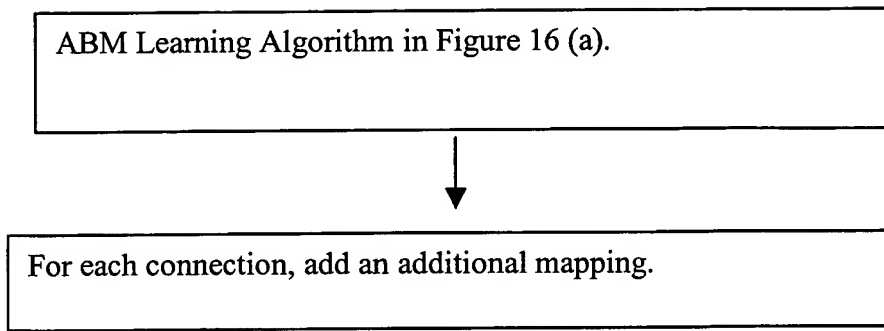 ABM Learning Algorithm in Figure 16 (a).
For each connection, add an additional mapping.